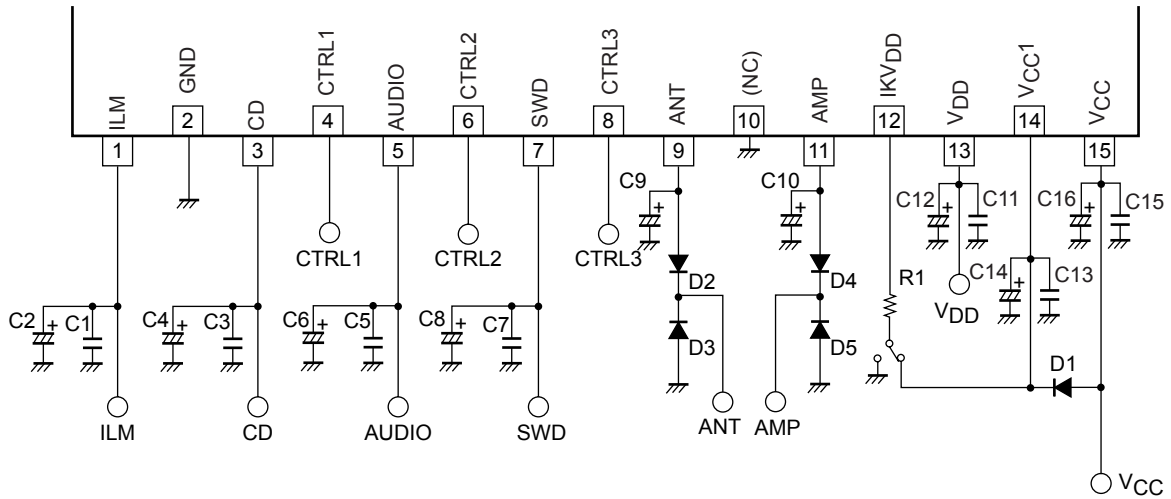 ILM
GND
CD
CTRL1
AUDIO
CTRL2
SWD
CTRL3
ANT
(NC)
AMP
IKVDD
VDD
VCC1
VCC
1
2
3
4
5
6
7
8
9
10
11
12
13
14
15
C9
C10
C12
C11
C16
C15
+
+
+
+
CTRL1
CTRL2
CTRL3
D2
D4
R1
C14
C13
+
VDD
C2
+
C1
C4
+
C3
C6
+
C5
C8
+
C7
D3
D5
D1
ILM
CD
AUDIO
SWD
ANT
AMP
VCC